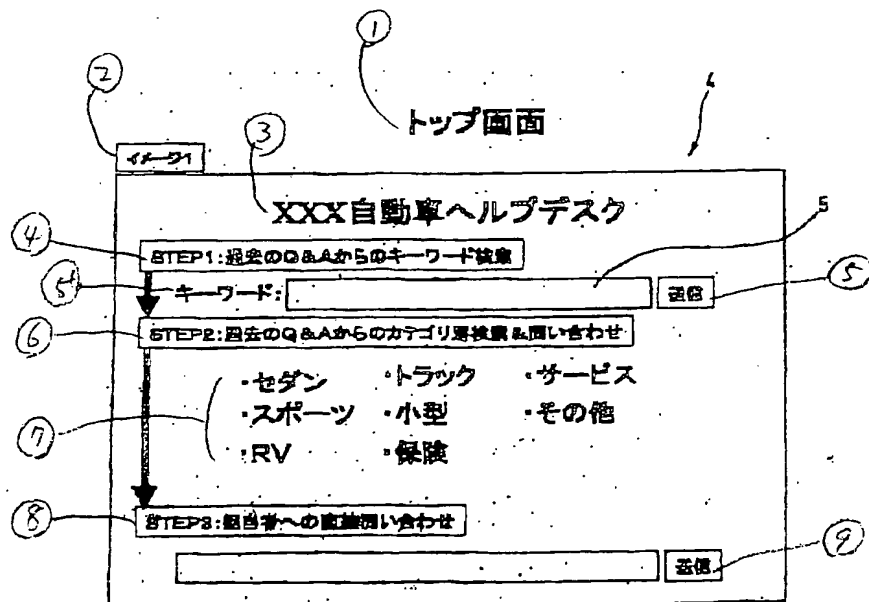 ①
②
トップ画面
4
イメージ1
③
XXX自動車ヘルプデスク
④
STEP1:過去のQ&Aからのキーワード検索
5
⑤' キーワード: 送信 ⑤
⑥
STEP2:過去のQ&Aからのカテゴリ毎検索&問い合わせ
・セダン ・トラック ・サービス
⑦ ・スポーツ ・小型 ・その他
・RV ・保険
⑧
STEP3:担当者への直接問い合わせ
送信 ⑨